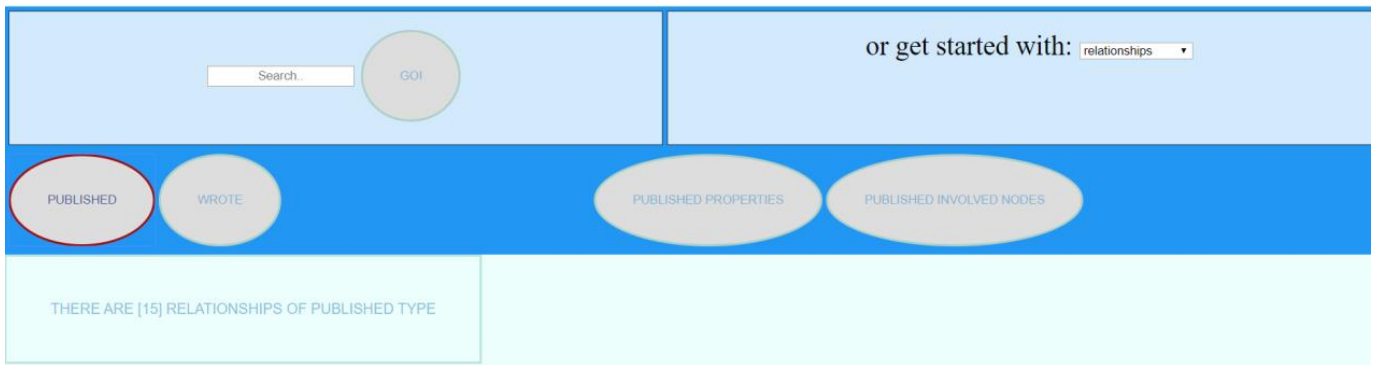 Search..
GO!
or get started with:
relationships
PUBLISHED
WROTE
PUBLISHED PROPERTIES
PUBLISHED INVOLVED NODES
THERE ARE [15] RELATIONSHIPS OF PUBLISHED TYPE